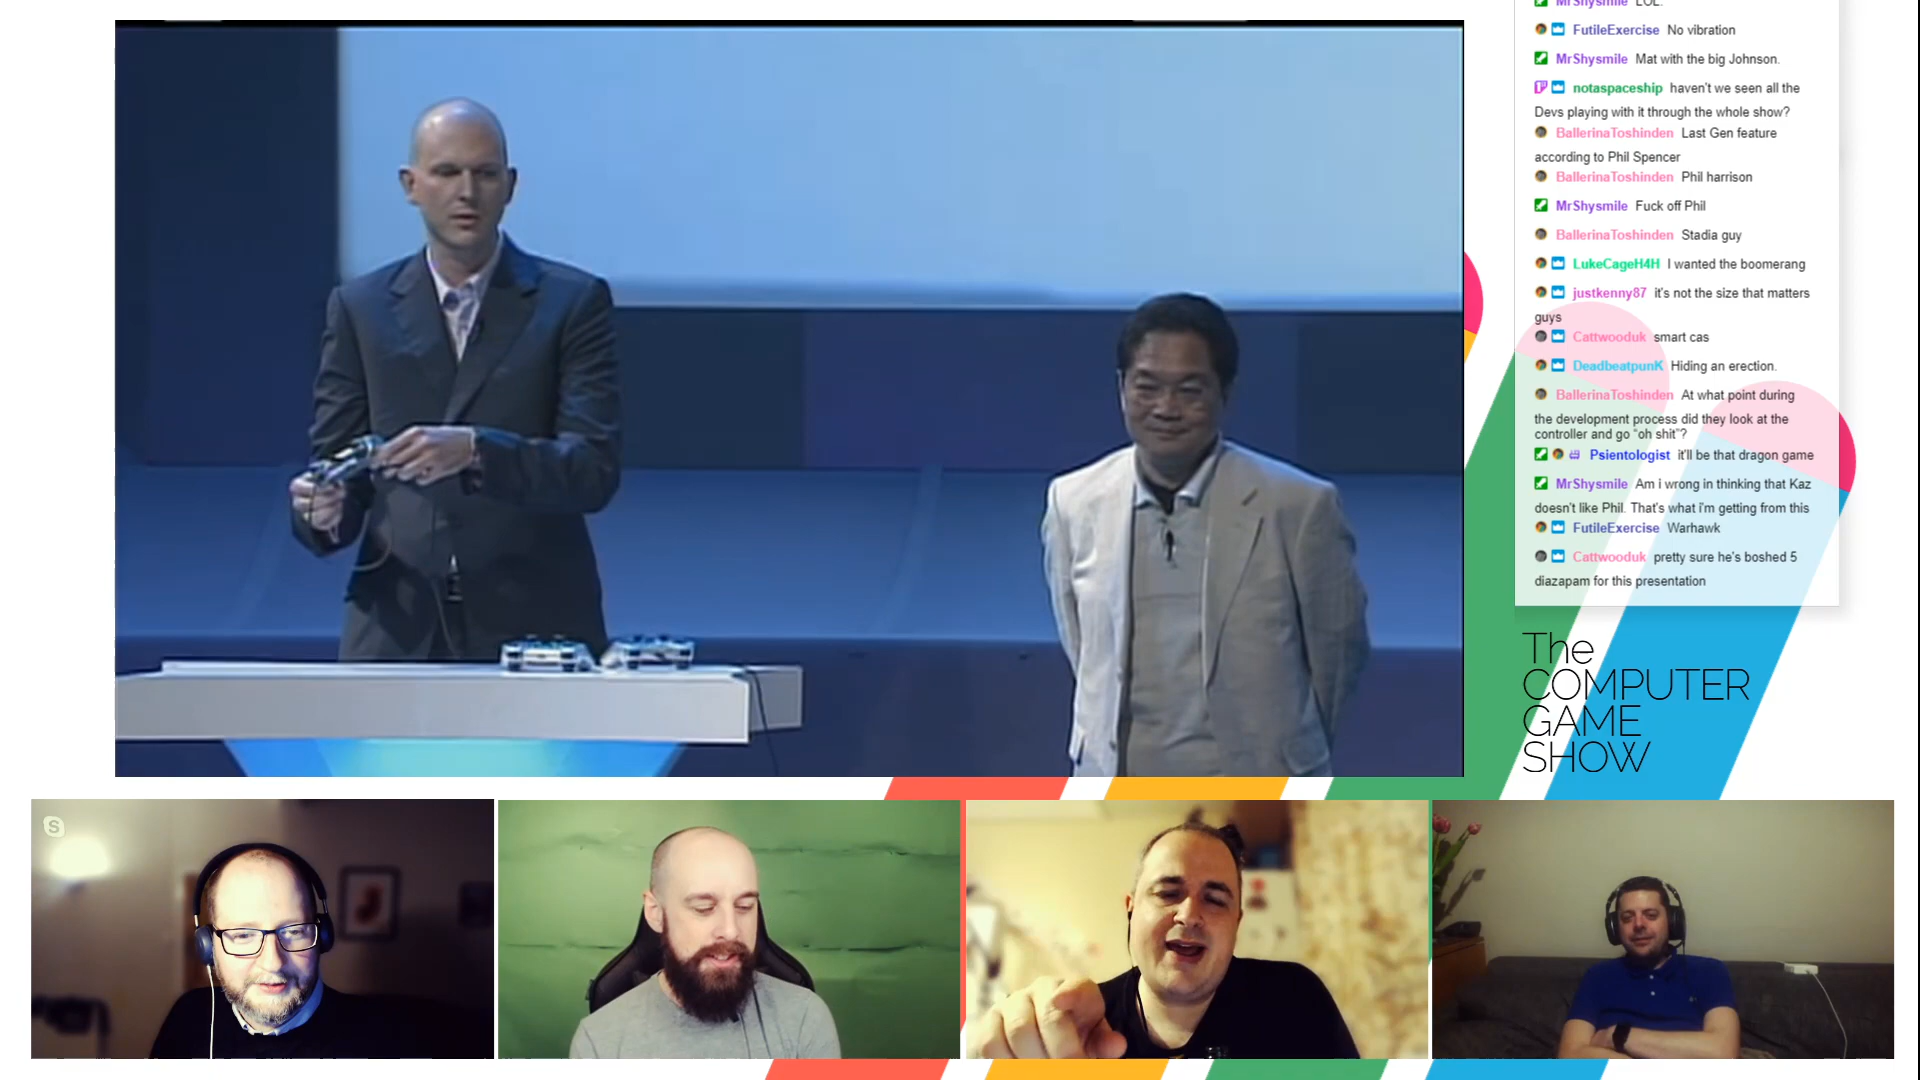 MrShysmile LOL.
FutileExercise No vibration
MrShysmile Mat with the big Johnson.
notaspaceship haven't we seen all the
Devs playing with it through the whole show?
BallerinaToshinden Last Gen feature
according to Phil Spencer
BallerinaToshinden Phil harrison
MrShysmile Fuck off Phil
BallerinaToshinden Stadia guy
LukeCageH4H I wanted the boomerang
justkenny87 it's not the size that matters
guys
Cattwooduk smart cas
DeadbeatpunK Hiding an erection.
BallerinaToshinden At what point during
the development process did they look at the
controller and go "oh shit"?
Psientologist it'll be that dragon game
MrShysmile Am i wrong in thinking that Kaz
doesn't like Phil. That's what i'm getting from this
FutileExercise Warhawk
Cattwooduk pretty sure he's boshed 5
diazapam for this presentation
The
COMPUTER
GAME
SHOW
S